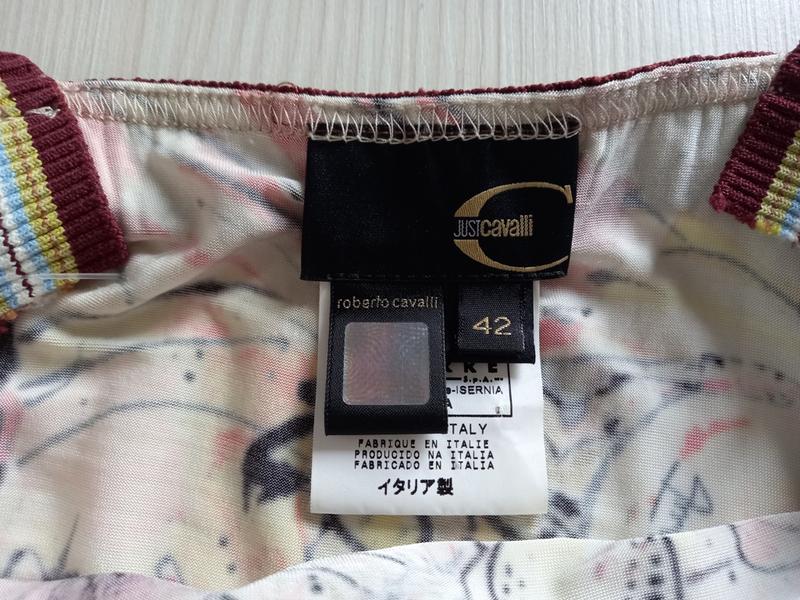 JUST cavalli
roberto cavalli
42
S.p.A.
-ISERNIA
TALY
FABRIQUE EN ITALIE
PRODUCIDO NA ITALIA
FABRICADO EN ITALIA
イタリア製